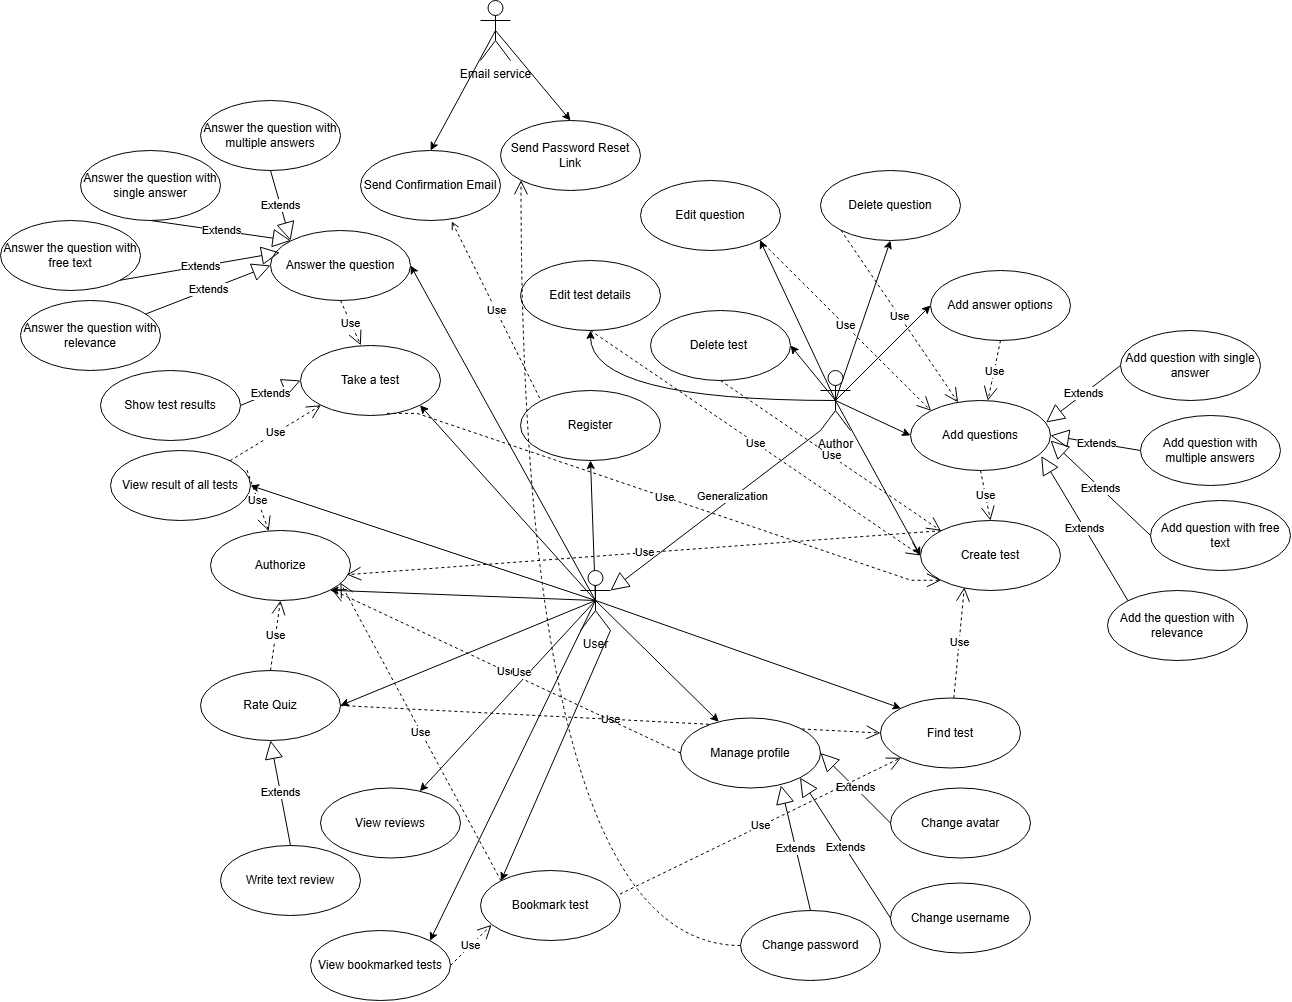 Email service
Answer the question with
multiple answers
Send Password Reset
Link
Answer the question with
single answer
Send Confirmation Email
Extends
Edit question
Delete question
Extends
Answer the question with
free text
Extends
Answer the question
Extends
Edit test details
Add answer options
Use
Use
Use
Use
Answer the question with
relevance
Delete test
Add question with single
answer
Use
Take a test
Extends
Extends
Show test results
Use
Register
Add questions
Use
Author
Use
Extends
Add question with
multiple answers
View result of all tests
Extends
Use
Use
Generalization
Use
Extends
Add question with free
text
Use
Authorize
Create test
Use
User
Use
Add the question with
relevance
Use
Use
Rate Quiz
Use
Use
Find test
Manage profile
Extends
Extends
View reviews
Use
Change avatar
Extends
Extends
Write text review
Bookmark test
Change username
Use
Change password
View bookmarked tests